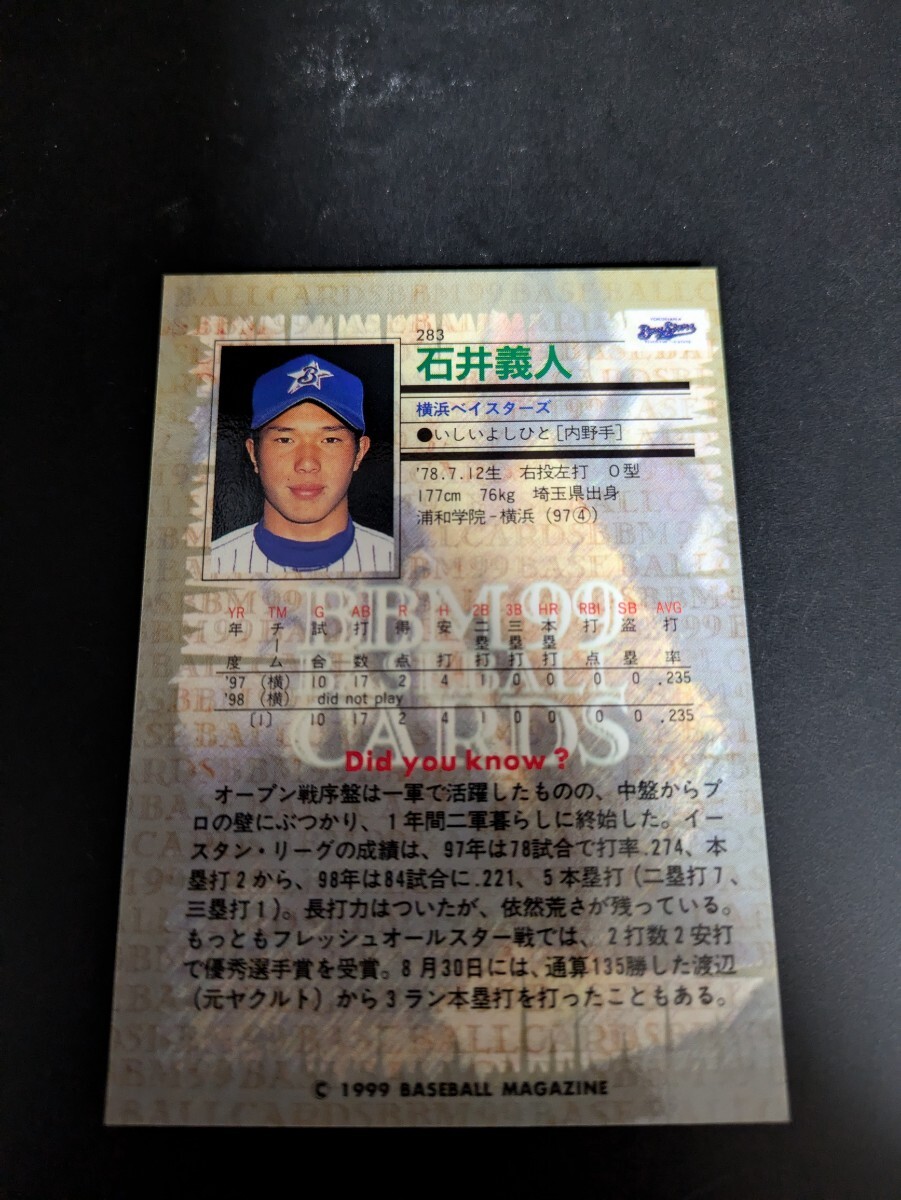 283
石井義人
横浜ベイスターズ
●いしいよしひと[内野手]
'78.7.12生 右投左打 O型
177cm 76kg 埼玉県出身
浦和学院-横浜(97④)
B
BayStars
YR TM G AB R H 2B 3B HR RBI SB AVG
年度 チーム 試合 打数 得点 安打 二塁打 三塁打 本塁打 打点 盗塁 打率
'97 (横) 10 17 2 4 1 0 0 0 0 .235
'98 (横) did not play
〔1〕 10 17 2 4 1 0 0 0 0 .235
BBM 99
CARDS
Did you know?
オープン戦序盤は一軍で活躍したものの、中盤からプ
ロの壁にぶつかり、1年間二軍暮らしに終始した。イー
スタン・リーグの成績は、97年は78試合で打率.274、本
塁打2から、98年は84試合に.221、5本塁打(二塁打7、
三塁打1)。長打力はついたが、依然荒さが残っている。
もっともフレッシュオールスター戦では、2打数2安打
で優秀選手賞を受賞。8月30日には、通算135勝した渡辺
(元ヤクルト)から3ラン本塁打を打ったこともある。
© 1999 BASEBALL MAGAZINE